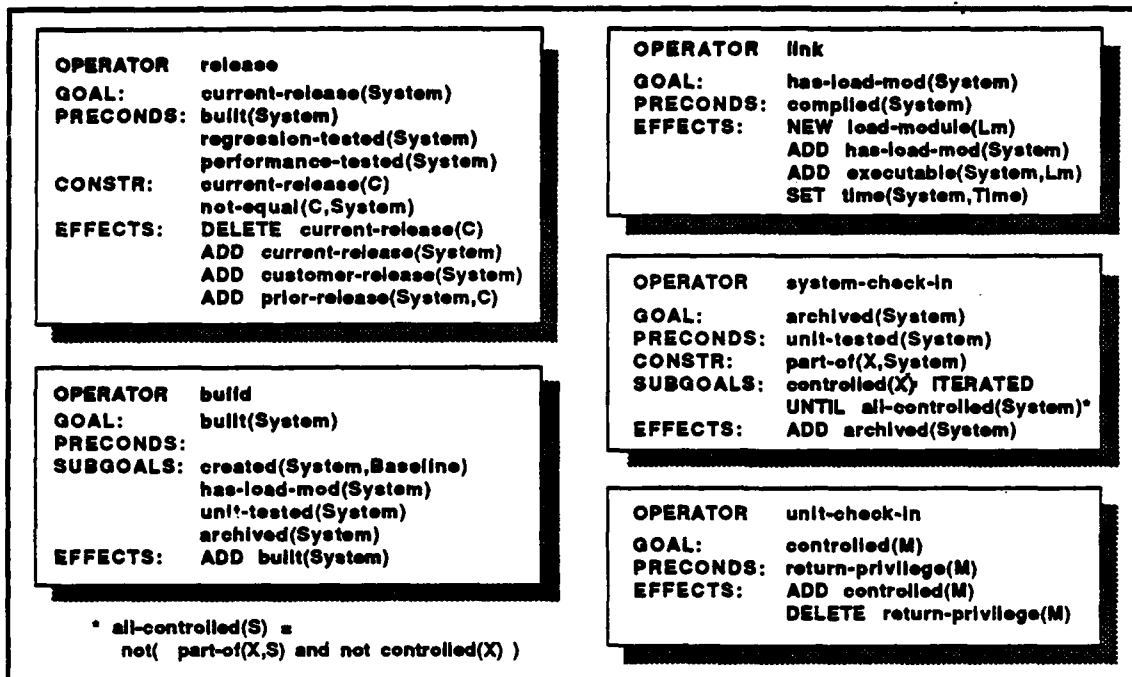 OPERATOR release
GOAL: current-release(System)
PRECONDS: built(System)
regression-tested(System)
performance-tested(System)
CONSTR: current-release(C)
not-equal(C,System)
EFFECTS: DELETE current-release(C)
ADD current-release(System)
ADD customer-release(System)
ADD prior-release(System,C)
OPERATOR build
GOAL: built(System)
PRECONDS:
SUBGOALS: created(System,Baseline)
has-load-mod(System)
unit-tested(System)
archived(System)
EFFECTS: ADD built(System)
* all-controlled(S) =
not( part-of(X,S) and not controlled(X) )
OPERATOR link
GOAL: has-load-mod(System)
PRECONDS: compiled(System)
EFFECTS: NEW load-module(Lm)
ADD has-load-mod(System)
ADD executable(System,Lm)
SET time(System,Time)
OPERATOR system-check-in
GOAL: archived(System)
PRECONDS: unit-tested(System)
CONSTR: part-of(X,System)
SUBGOALS: controlled(X) ITERATED
UNTIL all-controlled(System)*
EFFECTS: ADD archived(System)
OPERATOR unit-check-in
GOAL: controlled(M)
PRECONDS: return-privilege(M)
EFFECTS: ADD controlled(M)
DELETE return-privilege(M)